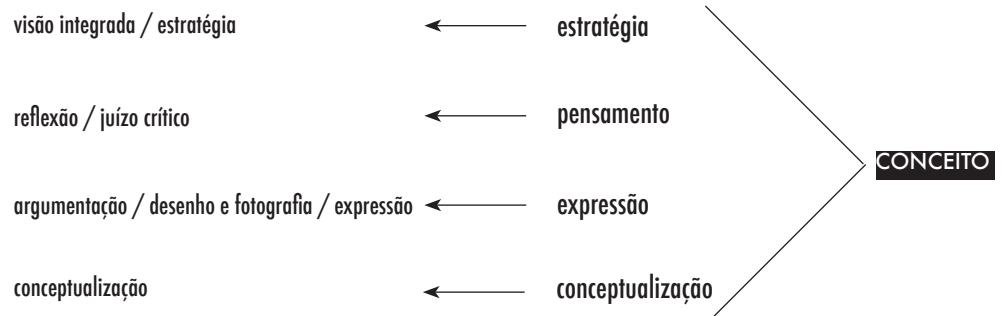 visão integrada / estratégia
estratégia
reflexão / juízo crítico
pensamento
CONCEITO
argumentação / desenho e fotografia / expressão
expressão
conceptualização
conceptualização